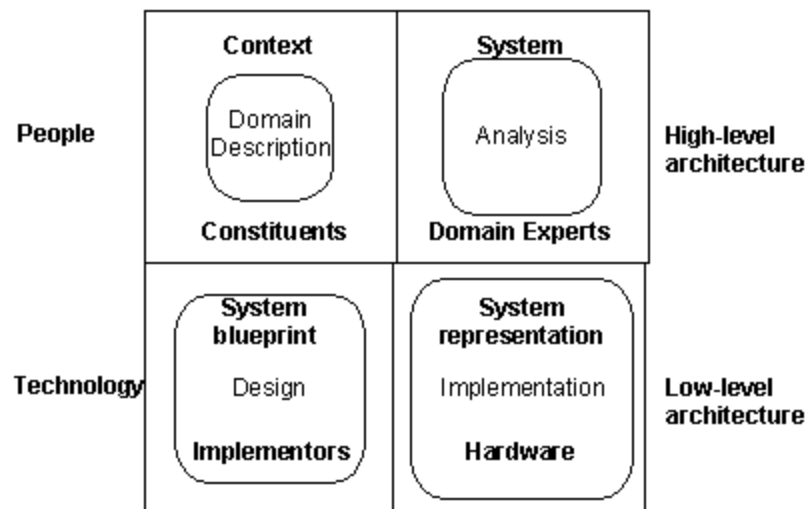 Context
System
People
Domain
Description
Analysis
High-level
architecture
Constituents
Domain Experts
System
blueprint
System
representation
Technology
Design
Implementation
Low-level
architecture
Implementors
Hardware